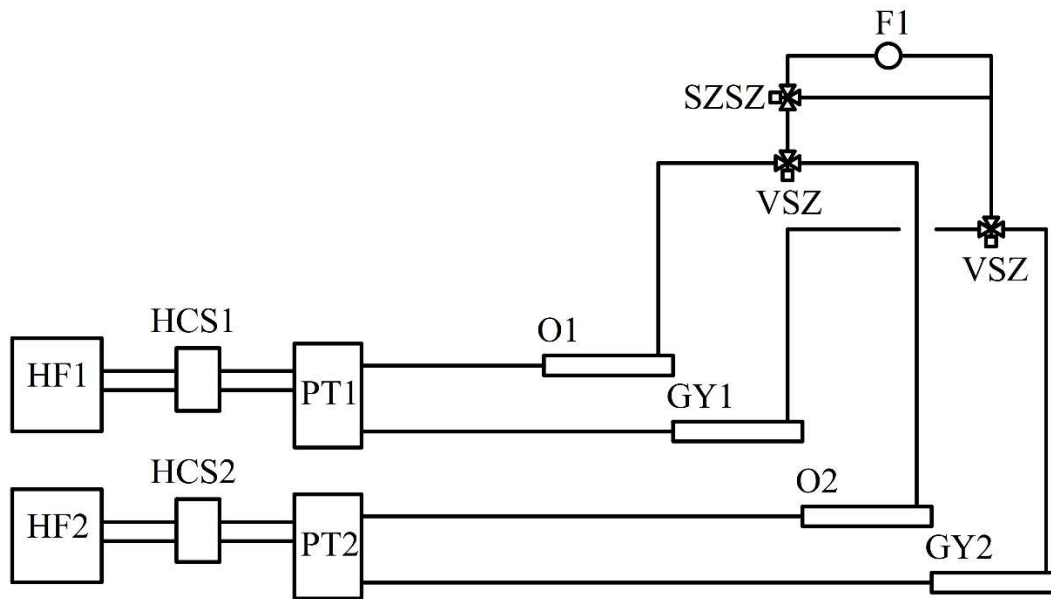 F1
SZSZ
VSZ
VSZ
HCS1
O1
HF1
PT1
GY1
HCS2
O2
HF2
PT2
GY2